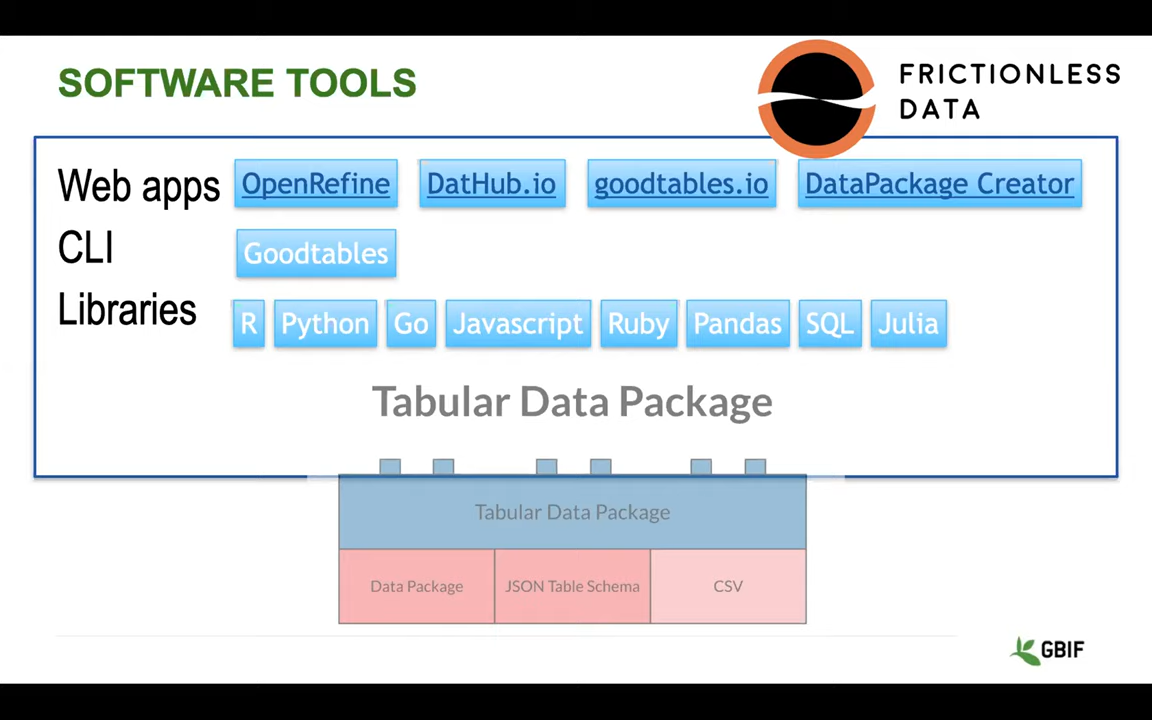 SOFTWARE TOOLS
FRICTIONLESS
DATA
Web apps OpenRefine DatHub.io goodtables.io DataPackage Creator
CLI Goodtables
Libraries R Python Go Javascript Ruby Pandas SQL Julia
Tabular Data Package
Tabular Data Package
Data Package JSON Table Schema CSV
GBIF